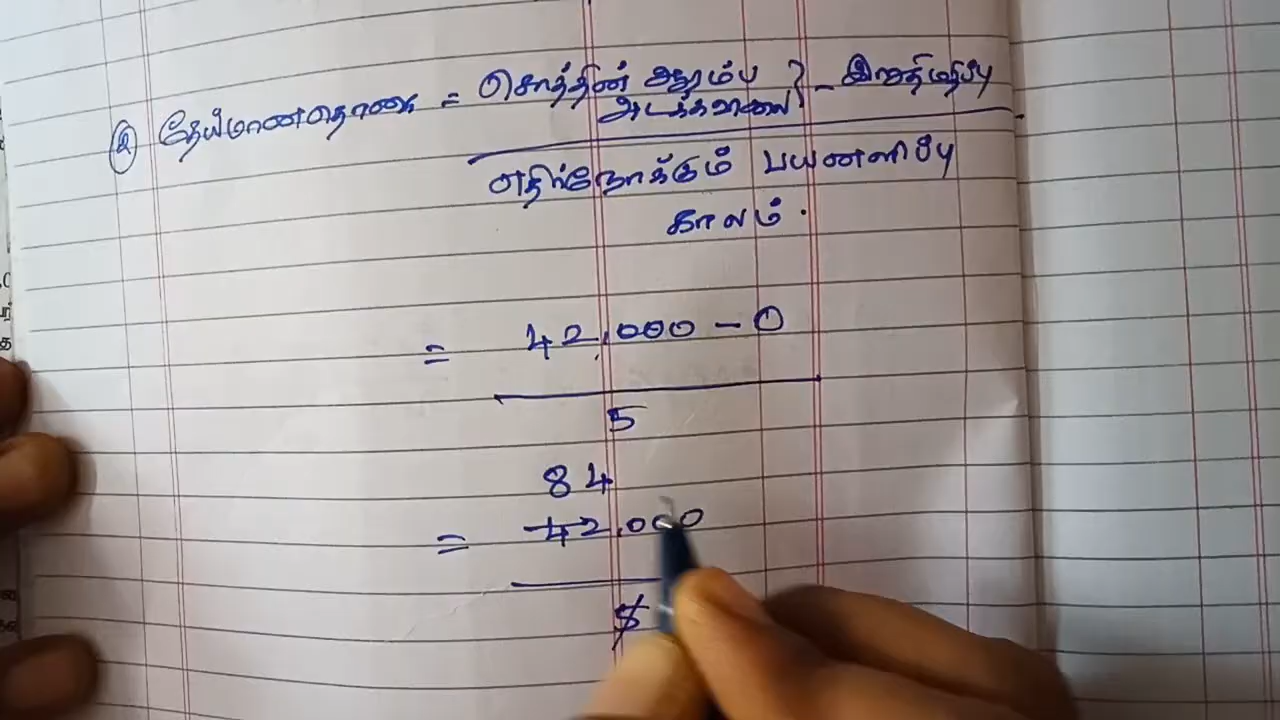 ② தேய்மானதொகை = சொத்தின் ஆரம்ப
அடக்கவிலை } - இறுதிமதிப்பு
எதிர்நோக்கும் பயனளிப்பு
காலம்.
= 42,000 - 0
5
84
= 42,000
5